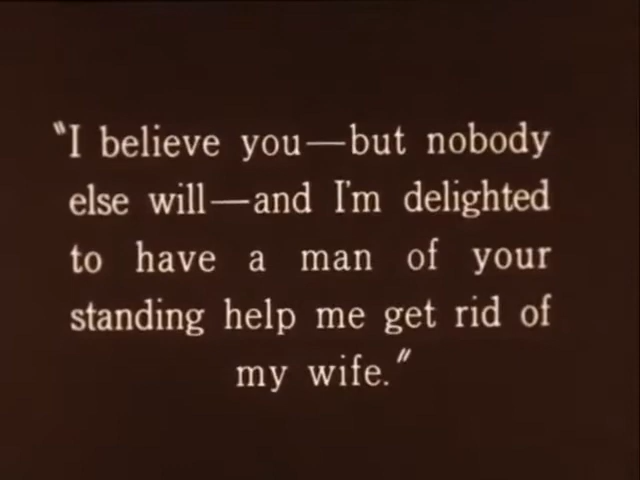 "I believe you—but nobody
else will—and I'm delighted
to have a man of your
standing help me get rid of
my wife."